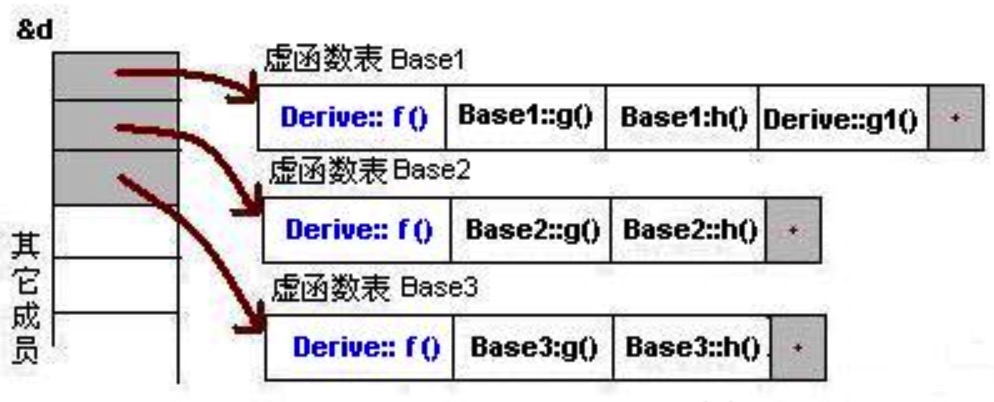 &d
虚函数表 Base1
Derive:: f() Base1::g() Base1:h() Derive::g1()
虚函数表 Base2
Derive:: f() Base2::g() Base2::h()
虚函数表 Base3
Derive:: f() Base3:g() Base3::h()
其它成员